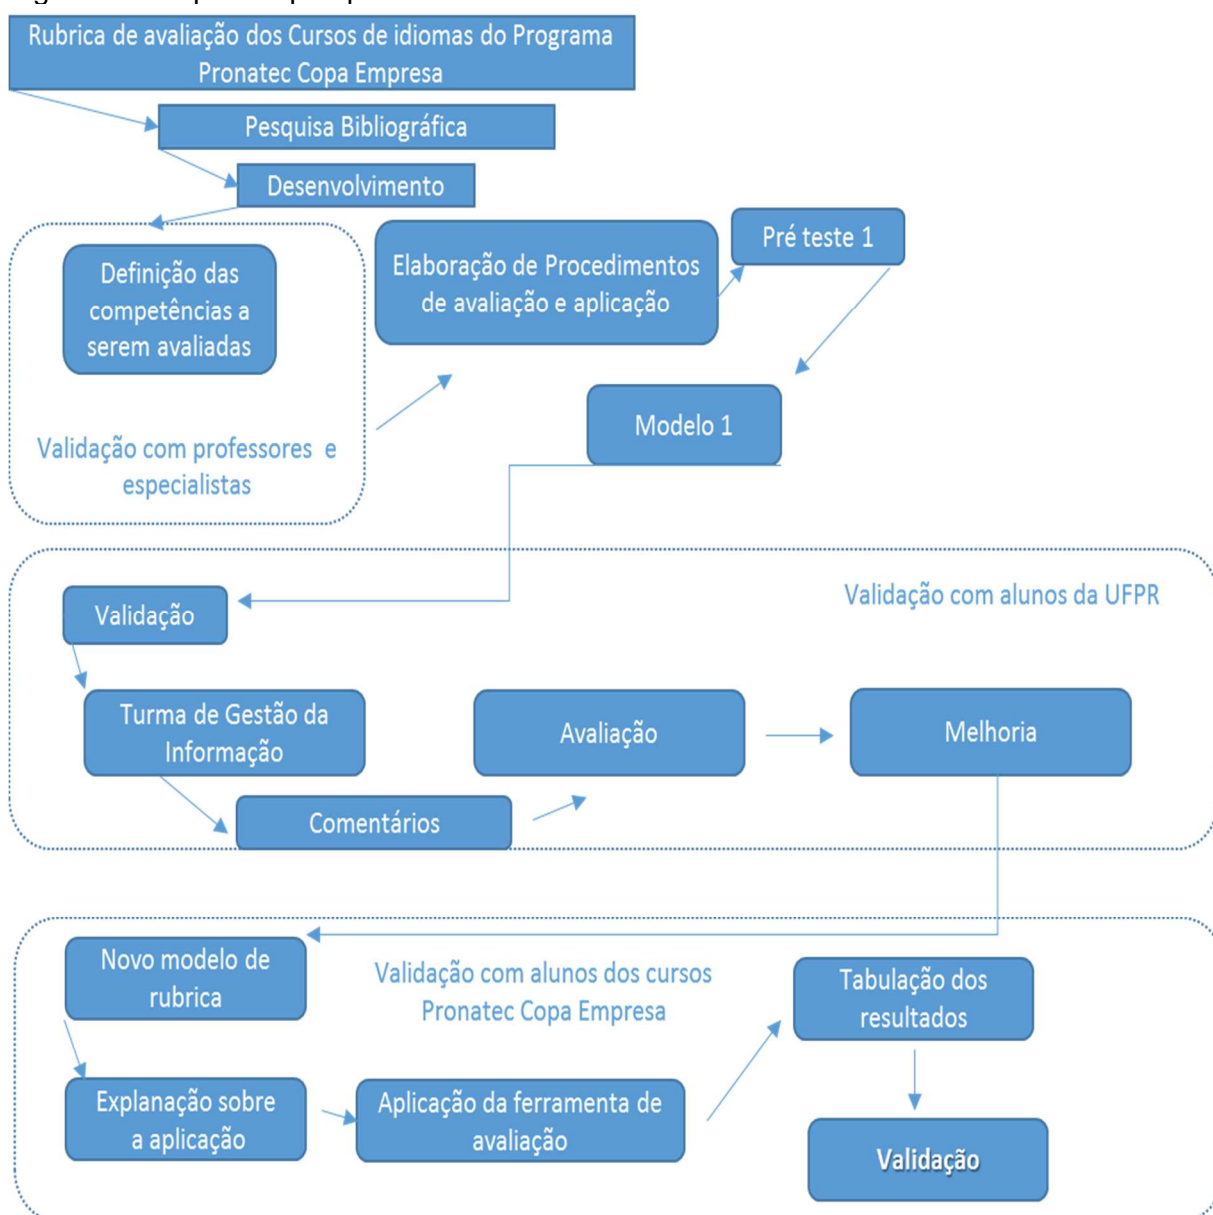 Rubrica de avaliação dos Cursos de idiomas do Programa
Pronatec Copa Empresa
Pesquisa Bibliográfica
Desenvolvimento
Definição das
competências a
serem avaliadas
Validação com professores e
especialistas
Elaboração de Procedimentos
de avaliação e aplicação
Pré teste 1
Modelo 1
Validação com alunos da UFPR
Validação
Turma de Gestão da
Informação
Comentários
Avaliação
Melhoria
Novo modelo de
rubrica
Validação com alunos dos cursos
Pronatec Copa Empresa
Explanação sobre
a aplicação
Aplicação da ferramenta de
avaliação
Tabulação dos
resultados
Validação